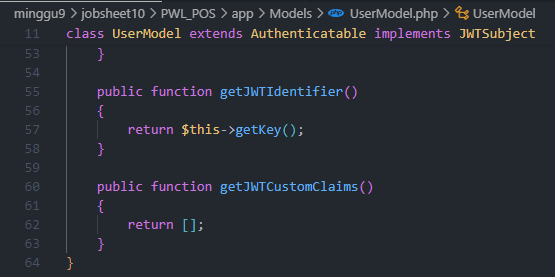 minggu9 > jobsheet10 > PWL_POS > app > Models > UserModel.php > UserModel
11 class UserModel extends Authenticatable implements JWTSubject
53 }
54
55 public function getJWTIdentifier()
56 {
57 return $this->getKey();
58 }
59
60 public function getJWTCustomClaims()
61 {
62 return [];
63 }
64 }